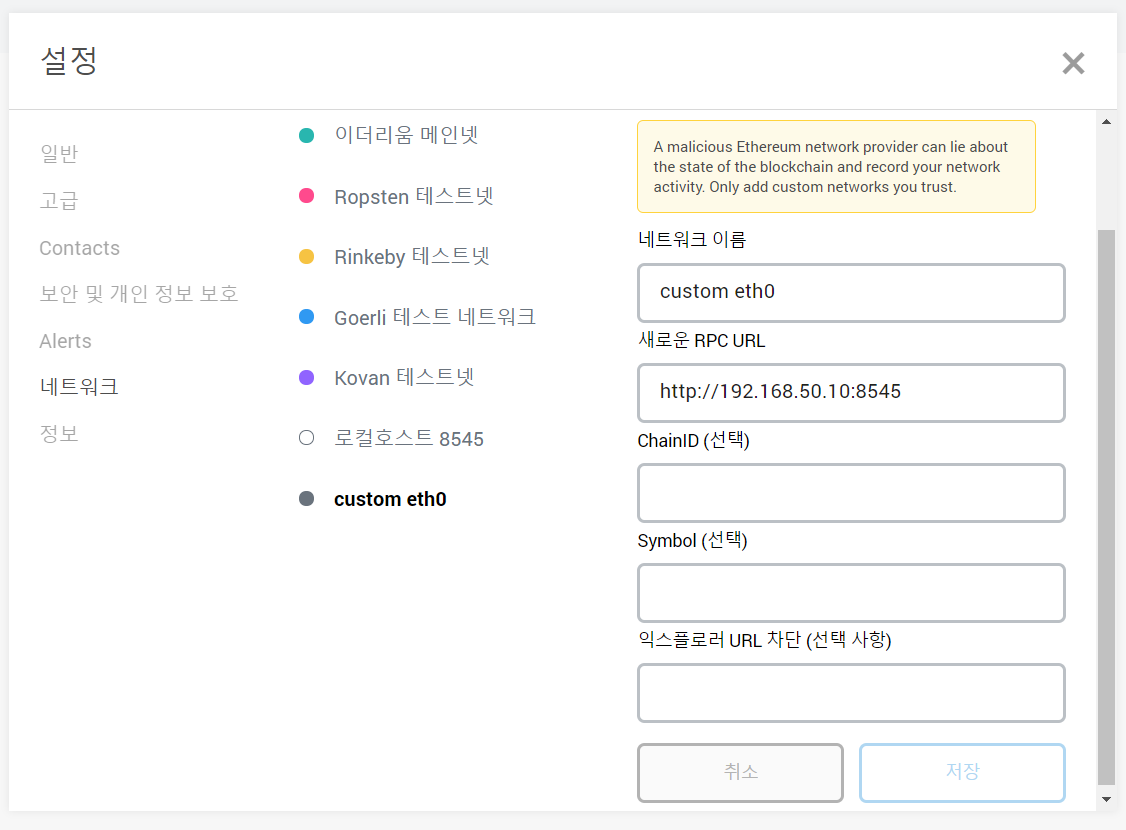 설정
일반
고급
Contacts
보안 및 개인 정보 보호
Alerts
네트워크
정보
이더리움 메인넷
Ropsten 테스트넷
Rinkeby 테스트넷
Goerli 테스트 네트워크
Kovan 테스트넷
로컬호스트 8545
custom eth0
A malicious Ethereum network provider can lie about
the state of the blockchain and record your network
activity. Only add custom networks you trust.
네트워크 이름
custom eth0
새로운 RPC URL
http://192.168.50.10:8545
ChainID (선택)
Symbol (선택)
익스플로러 URL 차단 (선택 사항)
취소
저장